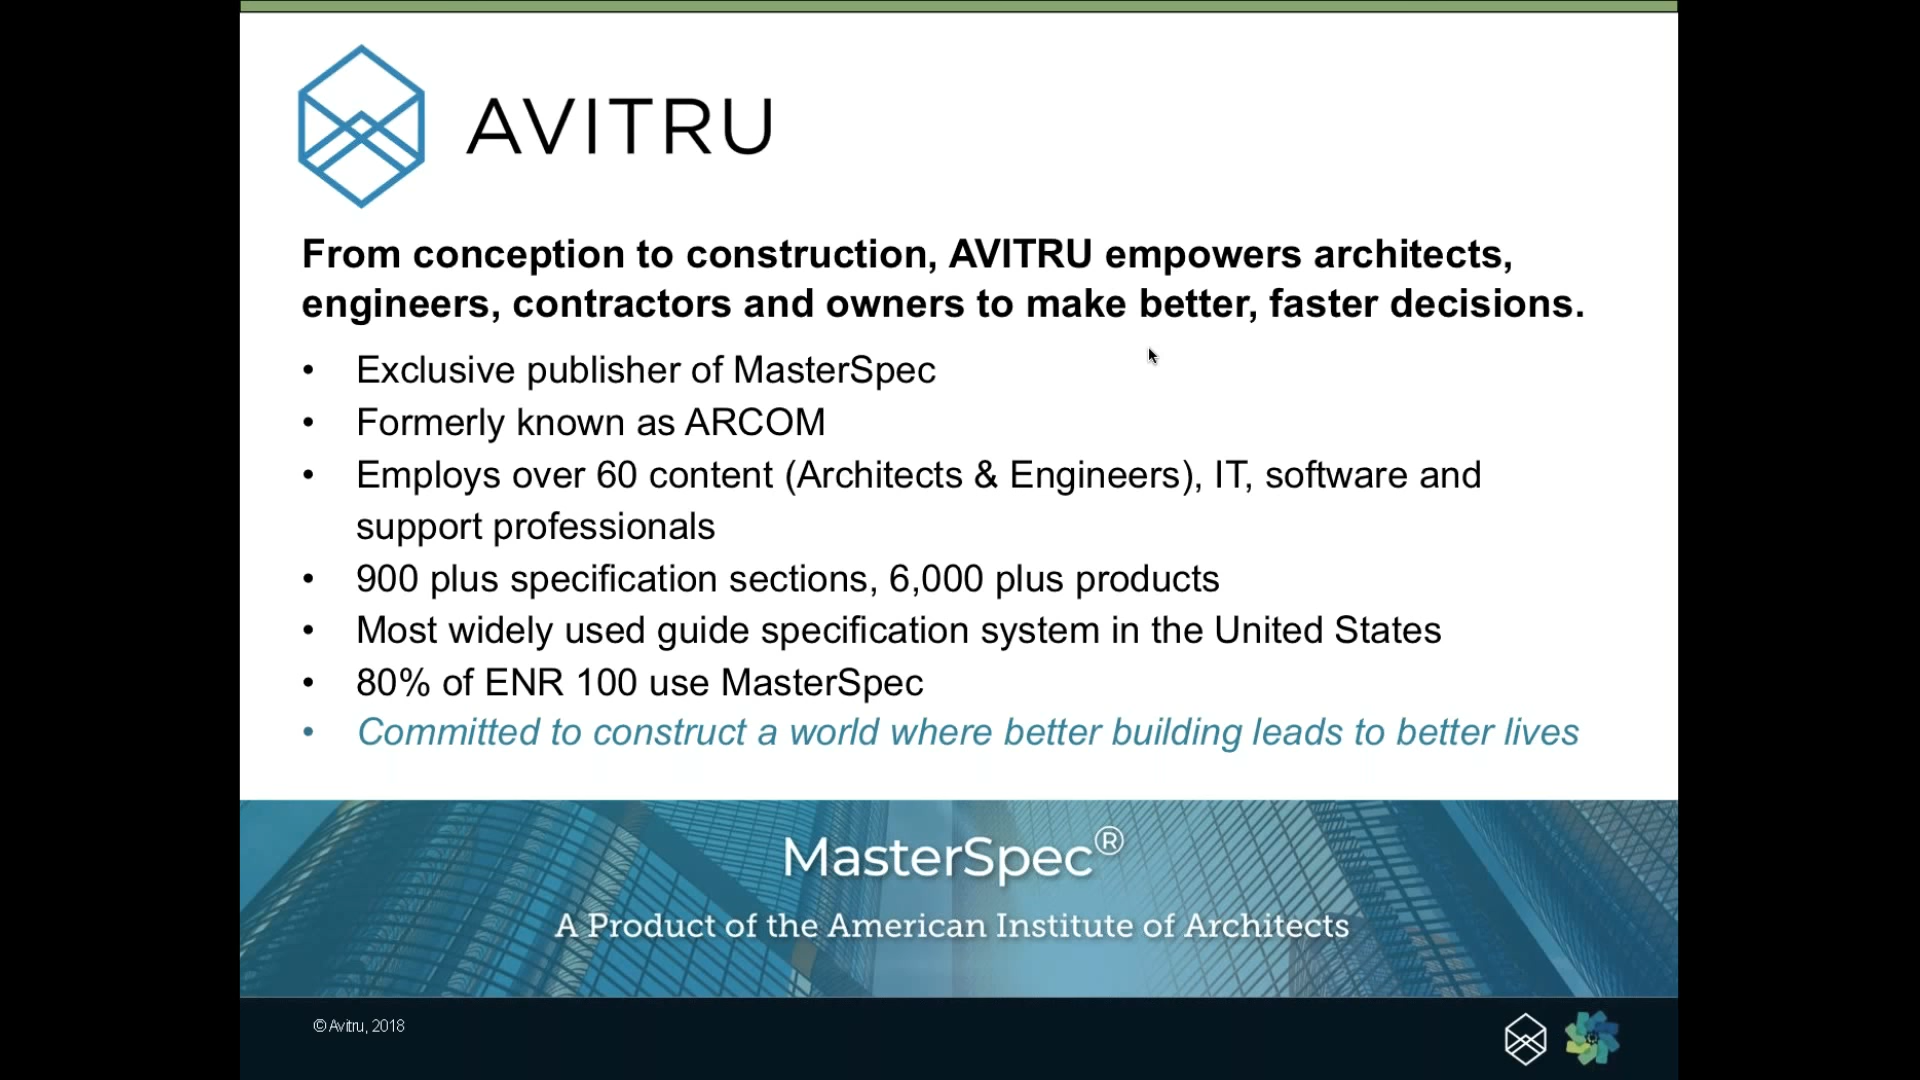 AVITRU
From conception to construction, AVITRU empowers architects,
engineers, contractors and owners to make better, faster decisions.
• Exclusive publisher of MasterSpec
• Formerly known as ARCOM
• Employs over 60 content (Architects & Engineers), IT, software and
support professionals
• 900 plus specification sections, 6,000 plus products
• Most widely used guide specification system in the United States
• 80% of ENR 100 use MasterSpec
• Committed to construct a world where better building leads to better lives
MasterSpec®
A Product of the American Institute of Architects
© Avitru, 2018